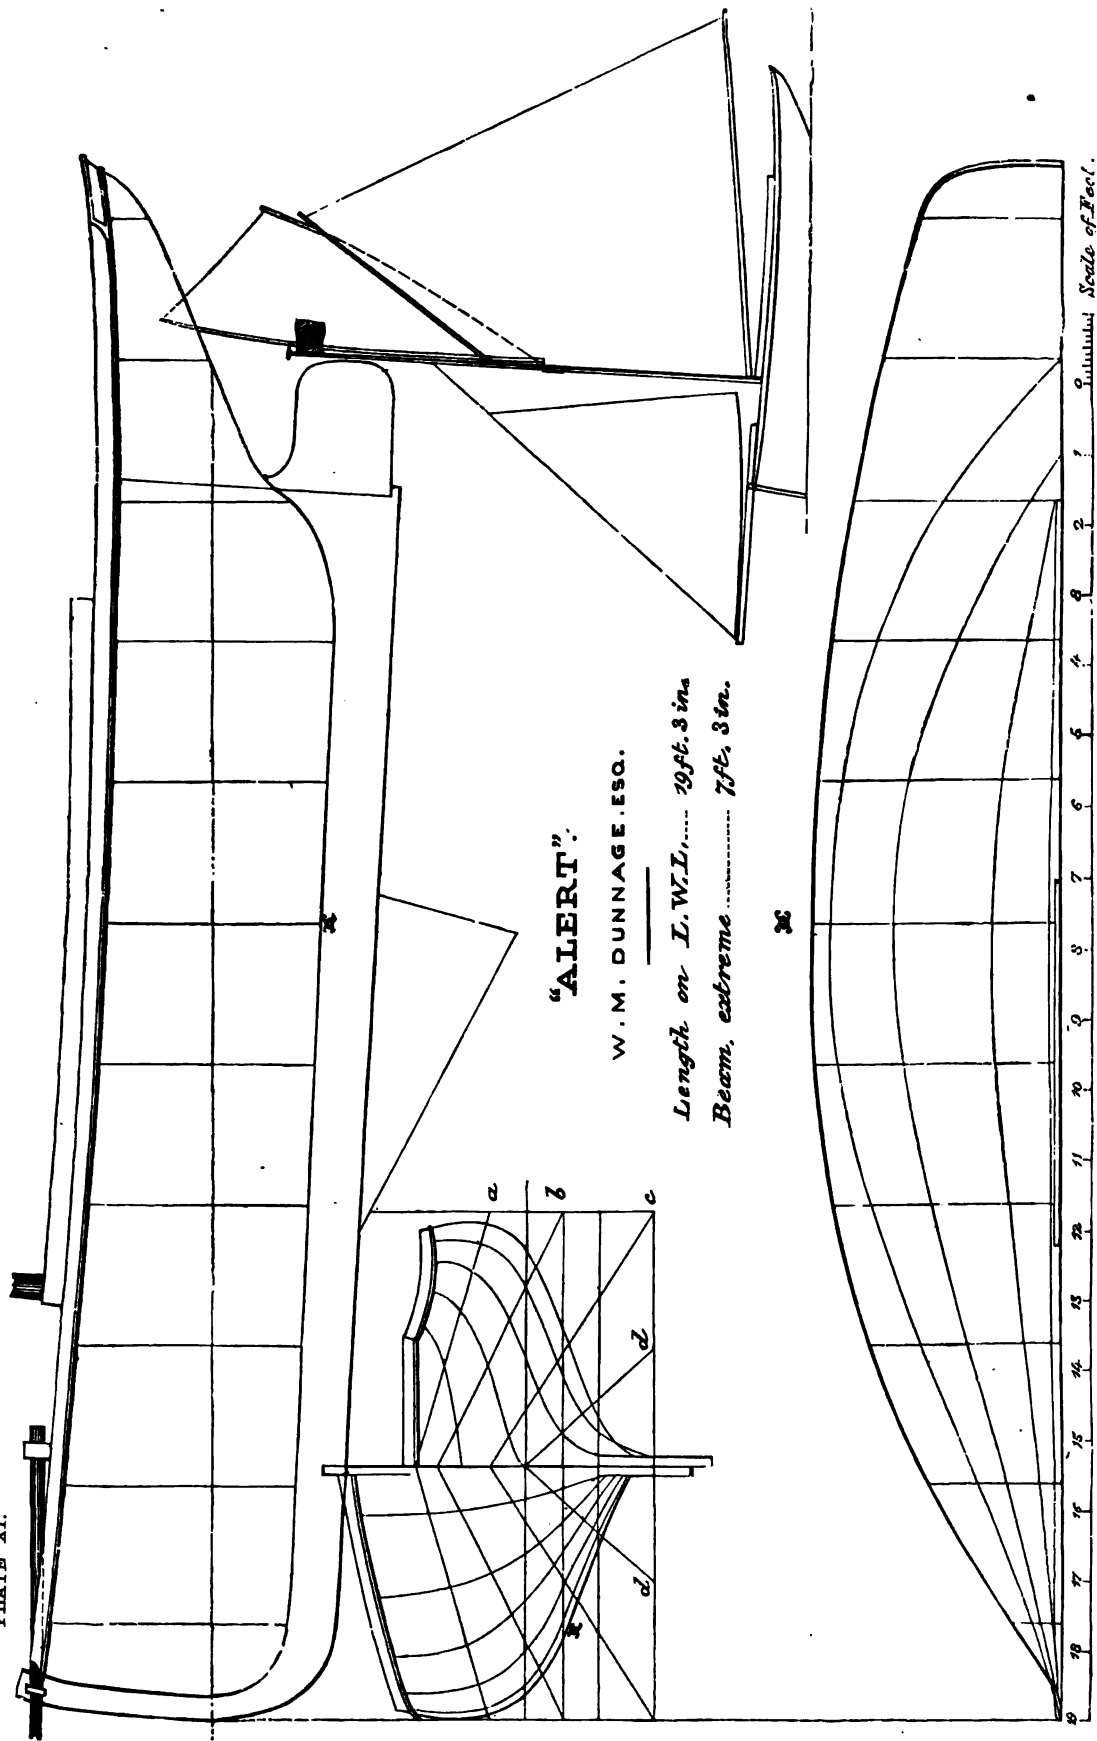 PLATE XI.
"ALERT".
W. M. DUNNAGE. ESQ.
Length on L.W.L. ..... 19ft. 3 ins
Beam, extreme ............ 7ft. 3 in.
a
b
c
d
d
19 18 17 16 15 14 13 12 11 10 9 8 7 6 5 4 3 2 1 0 Scale of Feet.